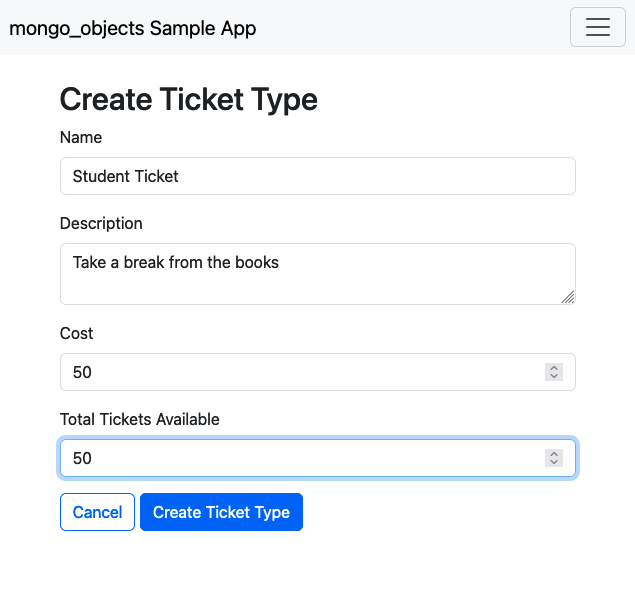 mongo_objects Sample App
Create Ticket Type
Name
Student Ticket
Description
Take a break from the books
Cost
50
Total Tickets Available
50
Cancel Create Ticket Type